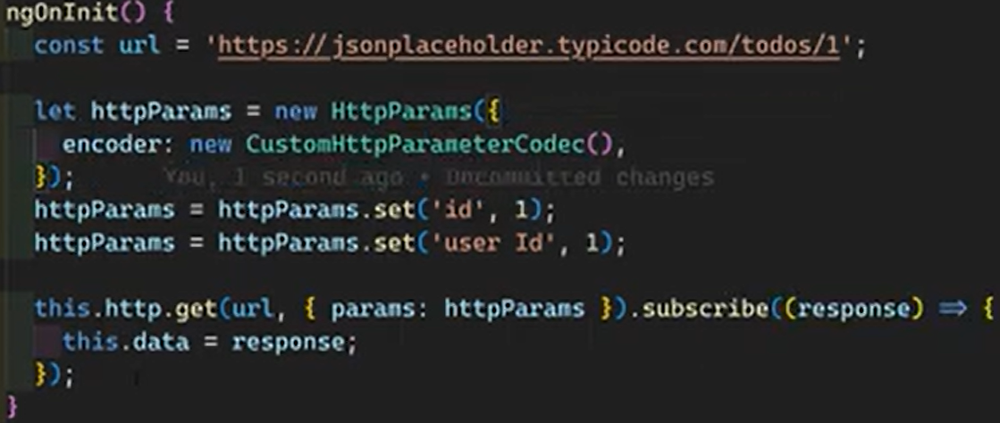 ngOnInit() {
const url = 'https://jsonplaceholder.typicode.com/todos/1';
let httpParams = new HttpParams({
encoder: new CustomHttpParameterCodec(),
}); You, 1 second ago • Uncommitted changes
httpParams = httpParams.set('id', 1);
httpParams = httpParams.set('user Id', 1);
this.http.get(url, { params: httpParams }).subscribe((response) => {
this.data = response;
});
}